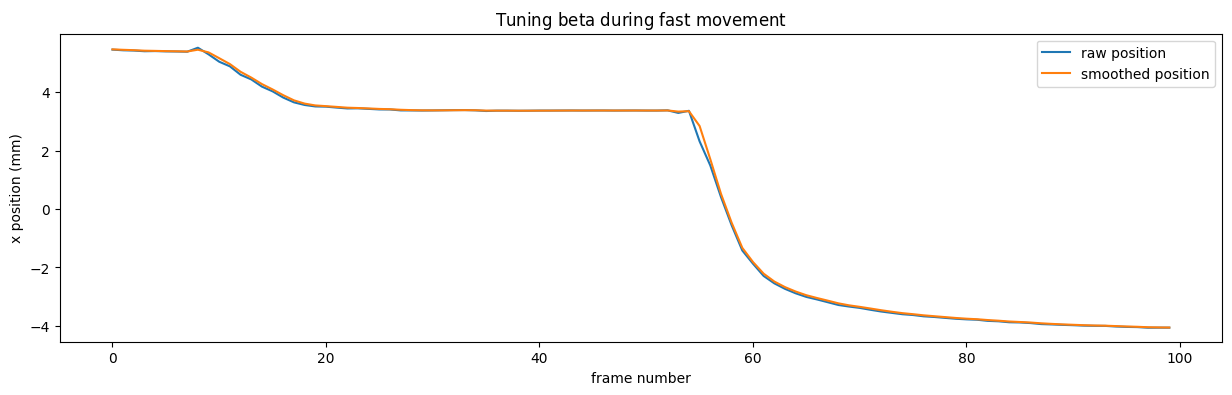 Tuning beta during fast movement
raw position
smoothed position
x position (mm)
4
2
0
−2
−4
0 20 40 60 80 100
frame number